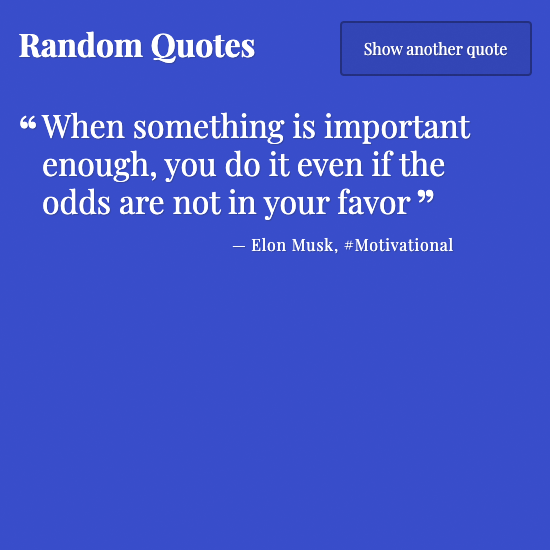 Random Quotes
Show another quote
❝ When something is important
enough, you do it even if the
odds are not in your favor ❞
— Elon Musk, #Motivational